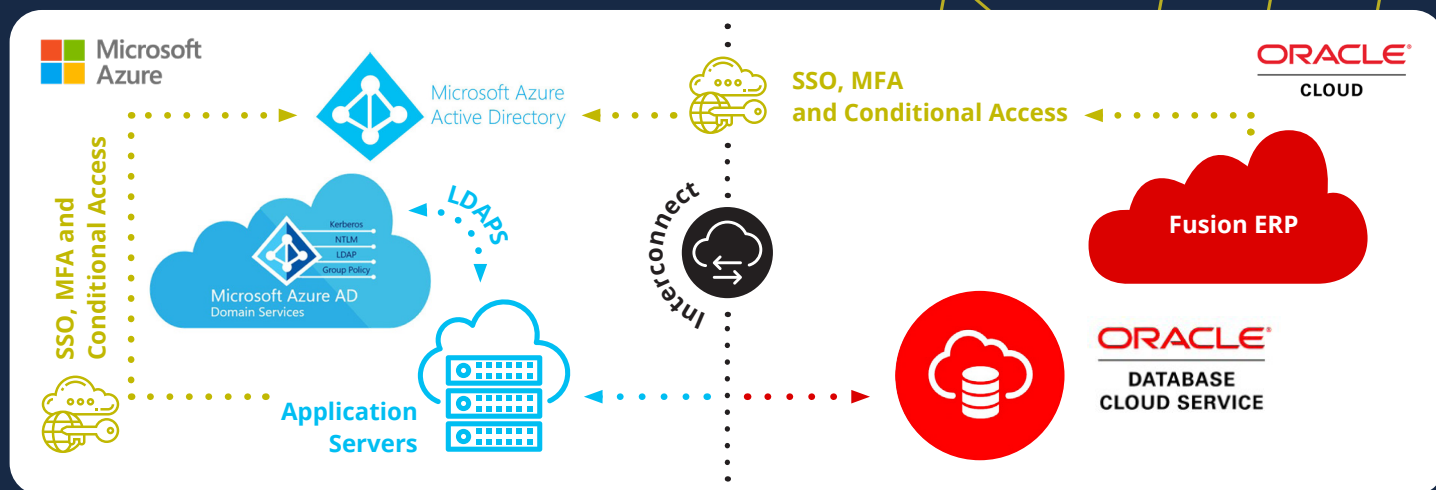 Microsoft
Azure
Microsoft Azure
Active Directory
SSO, MFA
and Conditional Access
ORACLE
CLOUD
SSO, MFA and
Conditional Access
Kerberos
NTLM
LDAP
Group Policy
Microsoft Azure AD
Domain Services
LDAPS
Interconnect
Fusion ERP
Application
Servers
ORACLE
DATABASE
CLOUD SERVICE